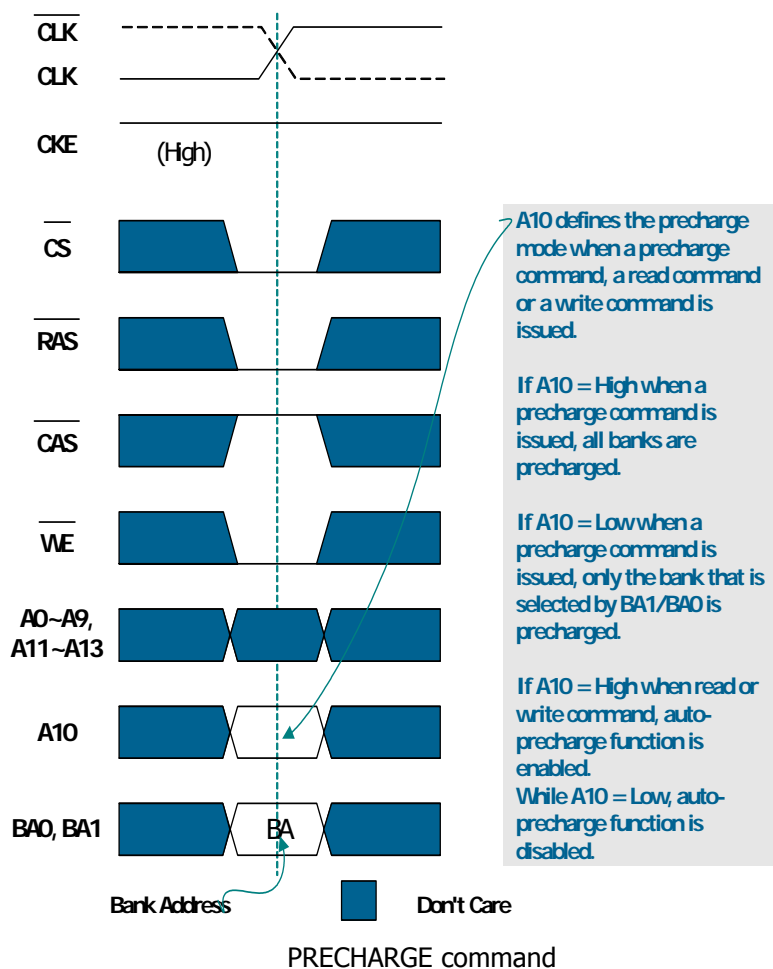 CLK
CLK
CKE
(High)
CS
RAS
CAS
WE
A0~A9,
A11~A13
A10
BA0, BA1
BA
Bank Address
Don't Care
A10 defines the precharge
mode when a precharge
command, a read command
or a write command is
issued.
If A10 = High when a
precharge command is
issued, all banks are
precharged.
If A10 = Low when a
precharge command is
issued, only the bank that is
selected by BA1/BA0 is
precharged.
If A10 = High when read or
write command, auto-
precharge function is
enabled.
While A10 = Low, auto-
precharge function is
disabled.
PRECHARGE command